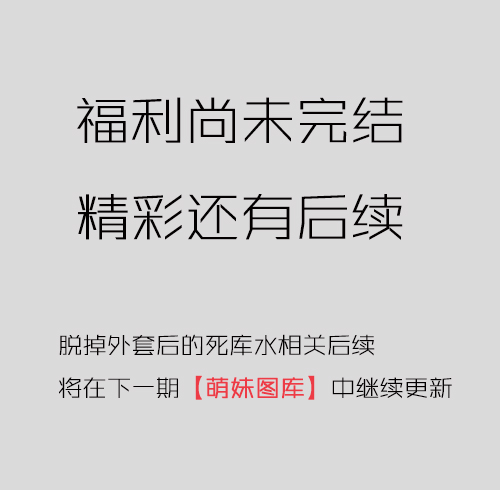 福利尚未完结
精彩还有后续
脱掉外套后的死库水相关后续
将在下一期【萌妹图库】中继续更新